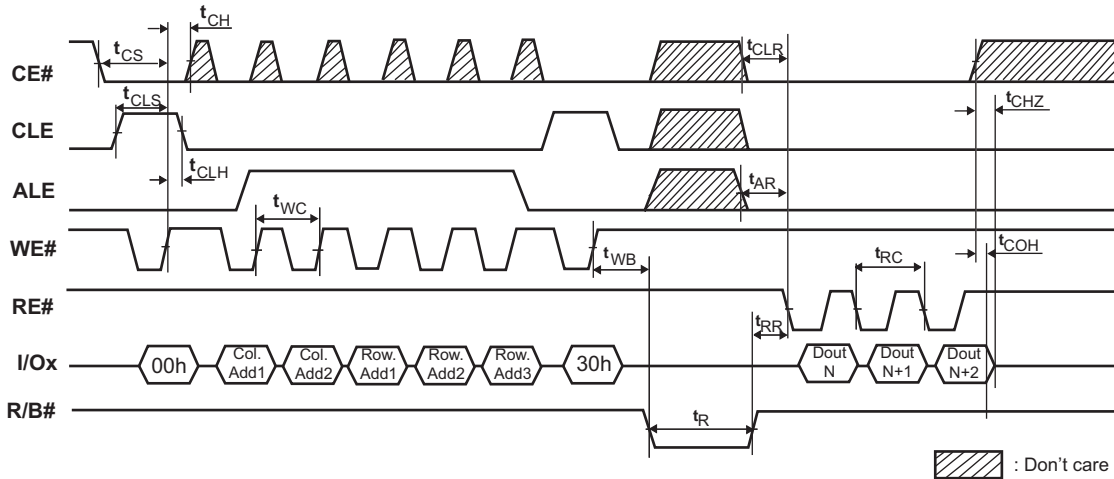 tCH
tCS
tCLR
CE#
tCLS
tCHZ
CLE
tCLH
tAR
ALE
tWC
tCOH
WE#
tWB
tRC
RE#
tRR
I/Ox
00h
Col.
Add1
Col.
Add2
Row.
Add1
Row.
Add2
Row.
Add3
30h
Dout
N
Dout
N+1
Dout
N+2
R/B#
tR
: Don't care